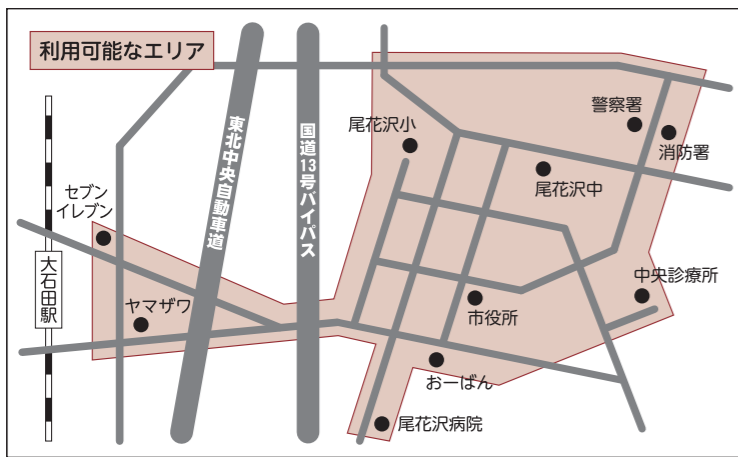 利用可能なエリア
東北中央自動車道
国道13号バイパス
尾花沢小
警察署
消防署
尾花沢中
セブン
イレブン
大石田駅
ヤマザワ
市役所
中央診療所
おーばん
尾花沢病院